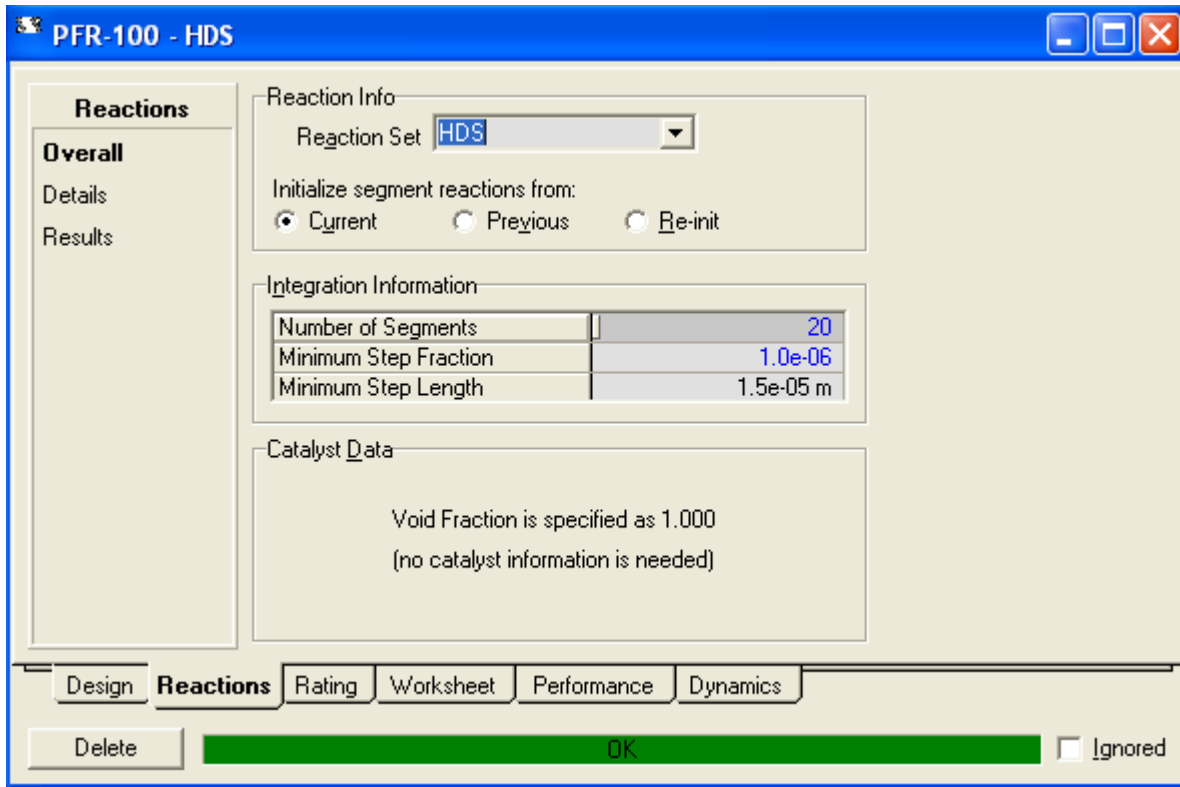 PFR-100 - HDS
Reactions
Overall
Details
Results
Reaction Info
Reaction Set HDS
Initialize segment reactions from:
Current Previous Re-init
Integration Information
Number of Segments 20
Minimum Step Fraction 1.0e-06
Minimum Step Length 1.5e-05 m
Catalyst Data
Void Fraction is specified as 1.000
(no catalyst information is needed)
Design Reactions Rating Worksheet Performance Dynamics
Delete OK Ignored